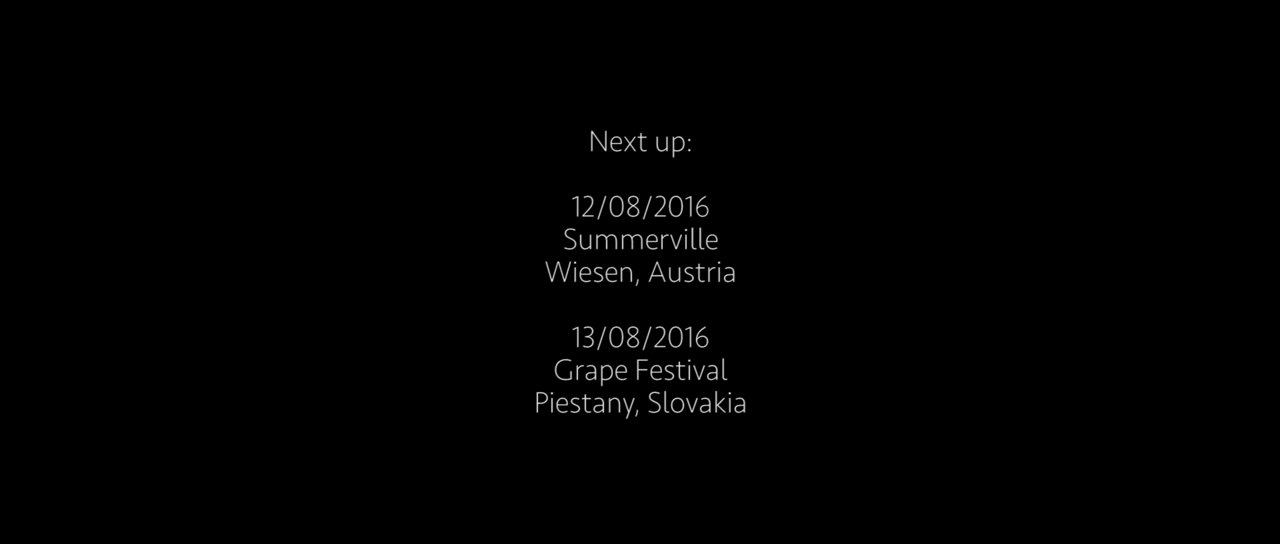 Next up:
12/08/2016
Summerville
Wiesen, Austria
13/08/2016
Grape Festival
Piestany, Slovakia